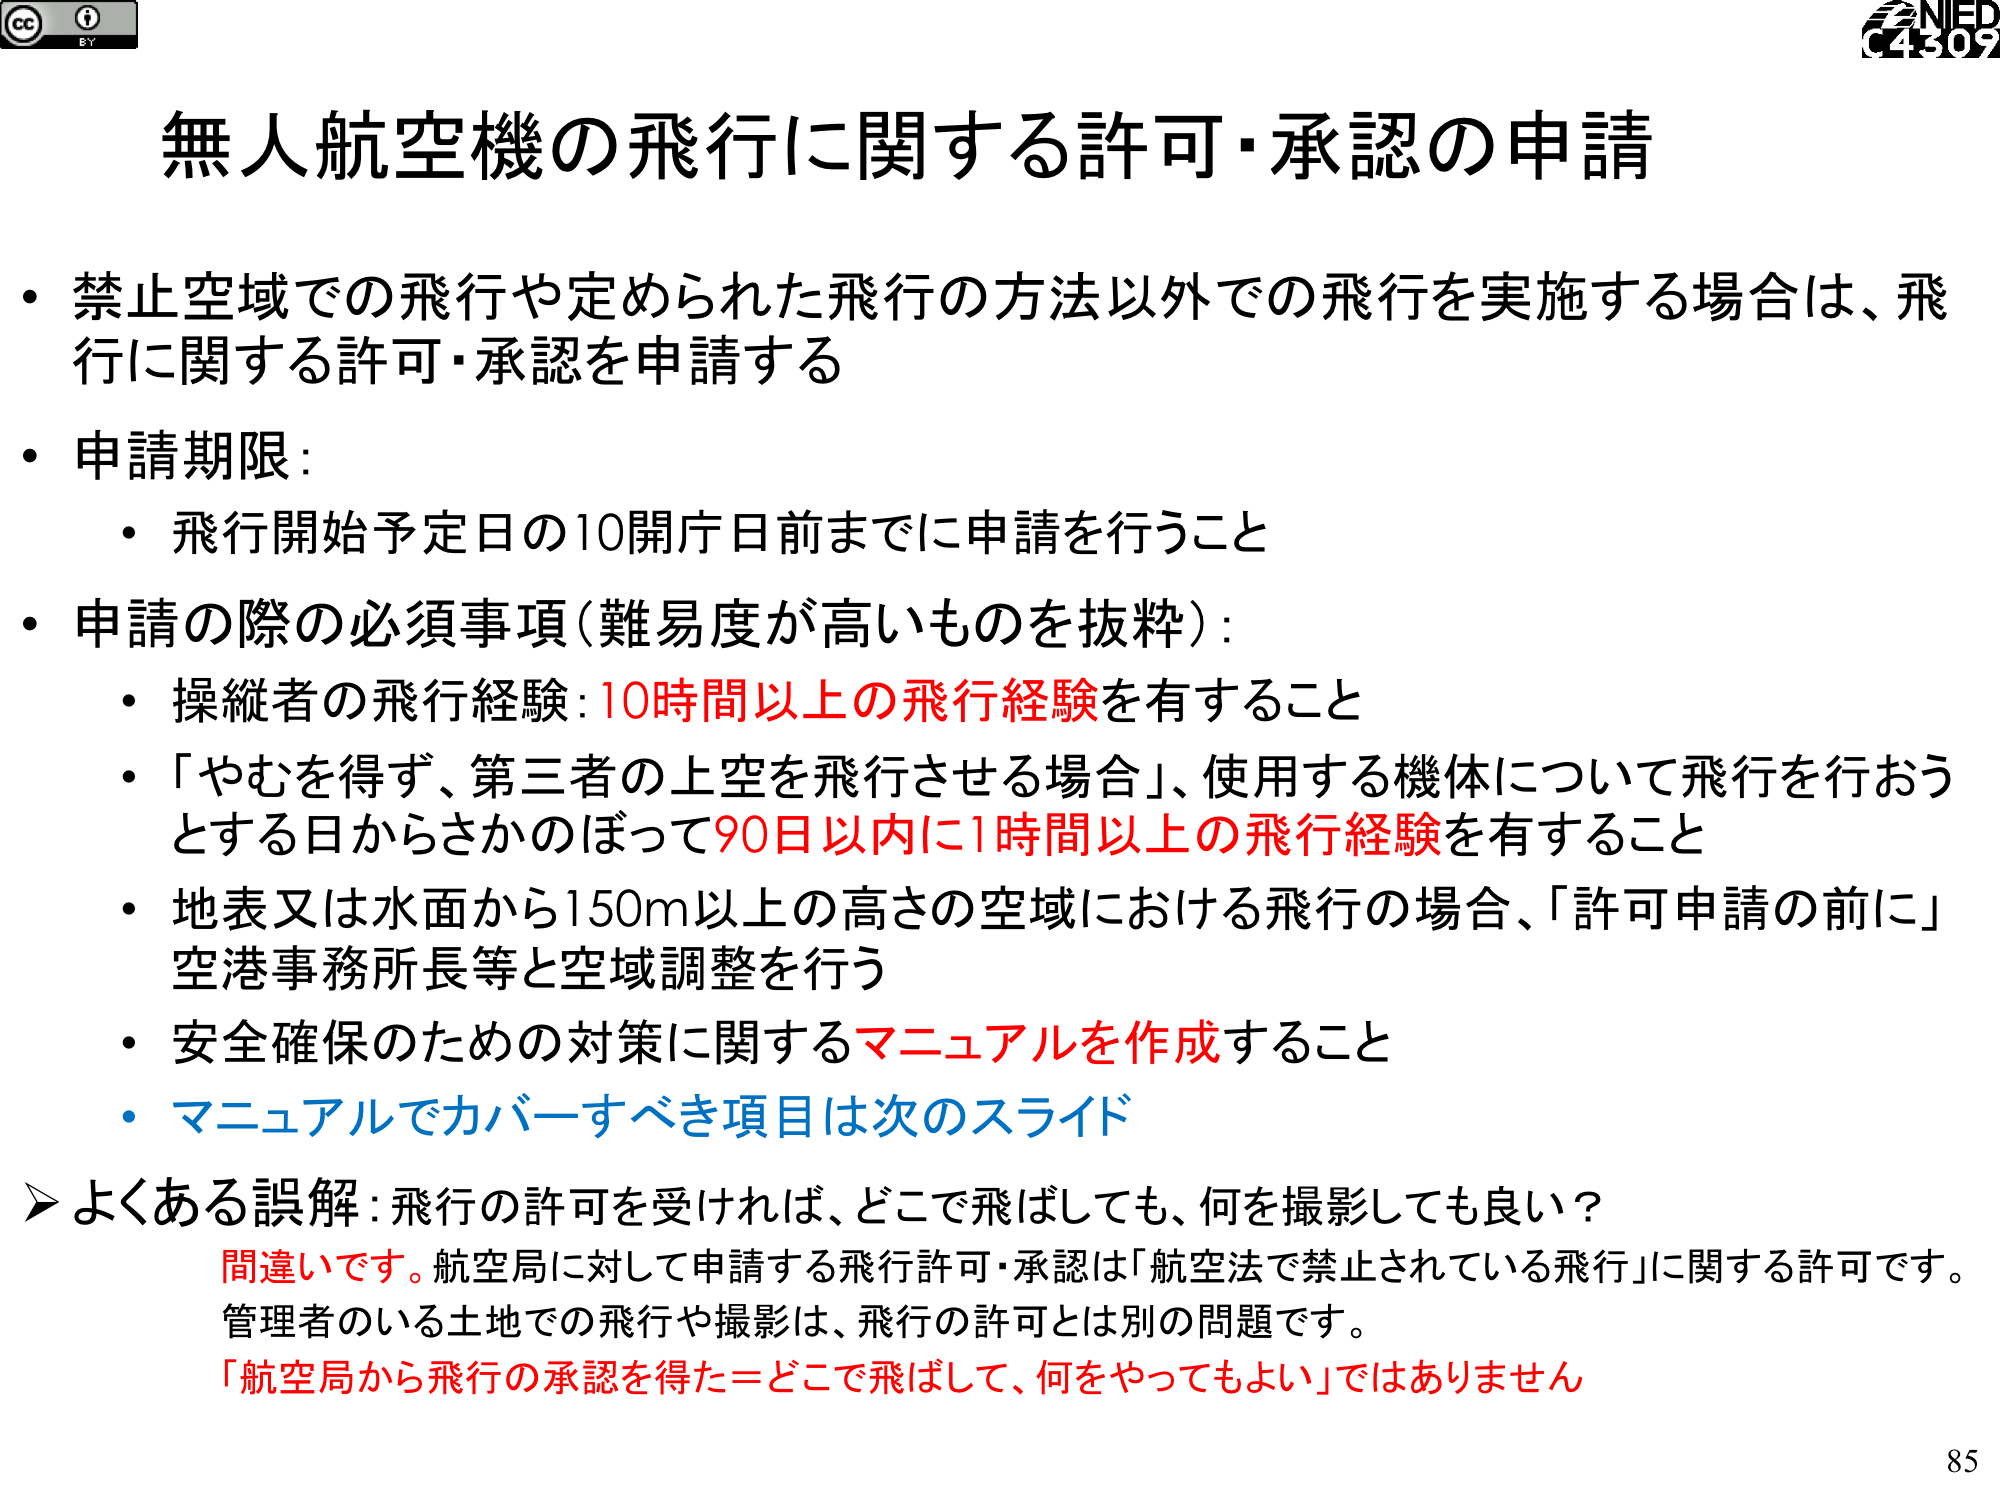 cc BY
NIED
C4309
無人航空機の飛行に関する許可・承認の申請
• 禁止空域での飛行や定められた飛行の方法以外での飛行を実施する場合は、飛
行に関する許可・承認を申請する
• 申請期限:
• 飛行開始予定日の10開庁日前までに申請を行うこと
• 申請の際の必須事項(難易度が高いものを抜粋):
• 操縦者の飛行経験:10時間以上の飛行経験を有すること
• 「やむを得ず、第三者の上空を飛行させる場合」、使用する機体について飛行を行おう
とする日からさかのぼって90日以内に1時間以上の飛行経験を有すること
• 地表又は水面から150m以上の高さの空域における飛行の場合、「許可申請の前に」
空港事務所長等と空域調整を行う
• 安全確保のための対策に関するマニュアルを作成すること
• マニュアルでカバーすべき項目は次のスライド
➢ よくある誤解:飛行の許可を受ければ、どこで飛ばしても、何を撮影しても良い?
間違いです。航空局に対して申請する飛行許可・承認は「航空法で禁止されている飛行」に関する許可です。
管理者のいる土地での飛行や撮影は、飛行の許可とは別の問題です。
「航空局から飛行の承認を得た=どこで飛ばして、何をやってもよい」ではありません
85